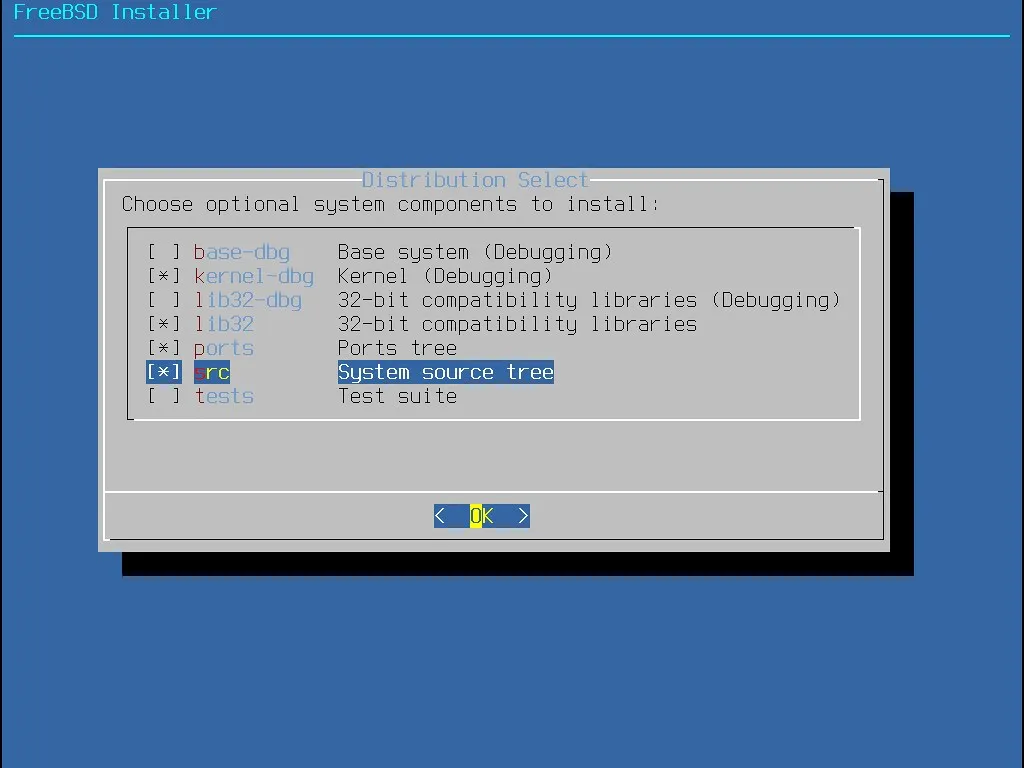 FreeBSD Installer
Distribution Select
Choose optional system components to install:
[ ] base-dbg Base system (Debugging)
[*] kernel-dbg Kernel (Debugging)
[ ] lib32-dbg 32-bit compatibility libraries (Debugging)
[*] lib32 32-bit compatibility libraries
[*] ports Ports tree
[*] src System source tree
[ ] tests Test suite
< OK >